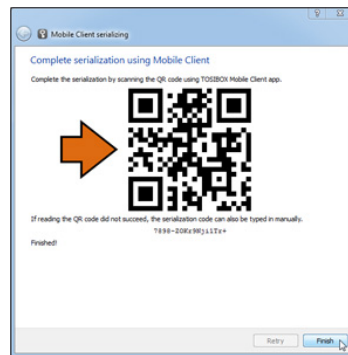 Mobile Client serializing
Complete serialization using Mobile Client
Complete the serialization by scanning the QR code using TOSIBOX Mobile Client app.
If reading the QR code did not succeed, the serialization code can also be typed in manually.
Finished!
Retry
Finish